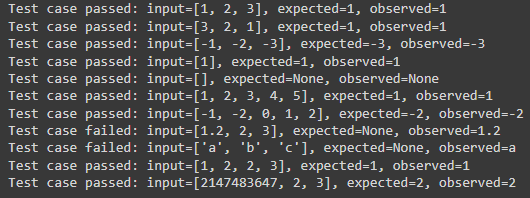 Test case passed: input=[1, 2, 3], expected=1, observed=1
Test case passed: input=[3, 2, 1], expected=1, observed=1
Test case passed: input=[-1, -2, -3], expected=-3, observed=-3
Test case passed: input=[1], expected=1, observed=1
Test case passed: input=[], expected=None, observed=None
Test case passed: input=[1, 2, 3, 4, 5], expected=1, observed=1
Test case passed: input=[-1, -2, 0, 1, 2], expected=-2, observed=-2
Test case failed: input=[1.2, 2, 3], expected=None, observed=1.2
Test case failed: input=['a', 'b', 'c'], expected=None, observed=a
Test case passed: input=[1, 2, 2, 3], expected=1, observed=1
Test case passed: input=[2147483647, 2, 3], expected=2, observed=2